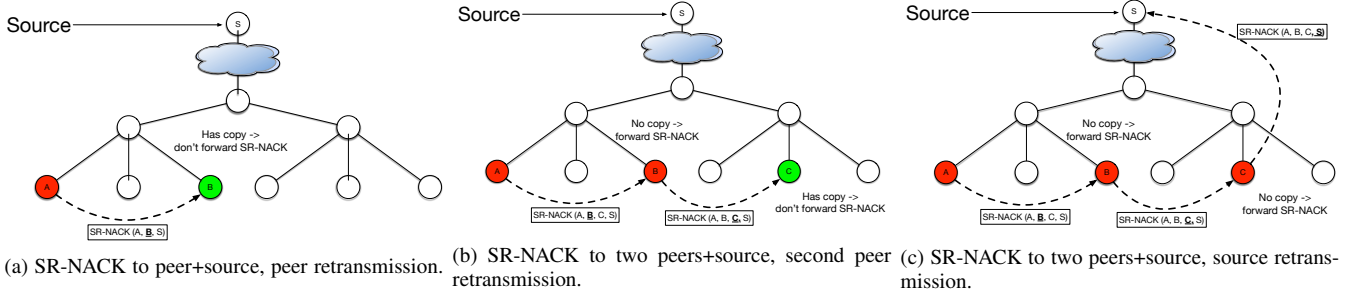 Source
S
Has copy ->
don't forward SR-NACK
A
B
SR-NACK (A, B, S)
(a) SR-NACK to peer+source, peer retransmission.
Source
S
No copy ->
forward SR-NACK
A
B
C
Has copy ->
don't forward SR-NACK
SR-NACK (A, B, C, S)
SR-NACK (A, B, C, S)
(b) SR-NACK to two peers+source, second peer
retransmission.
Source
S
SR-NACK (A, B, C, S)
No copy ->
forward SR-NACK
A
B
C
No copy ->
forward SR-NACK
SR-NACK (A, B, C, S)
SR-NACK (A, B, C, S)
(c) SR-NACK to two peers+source, source retrans-
mission.